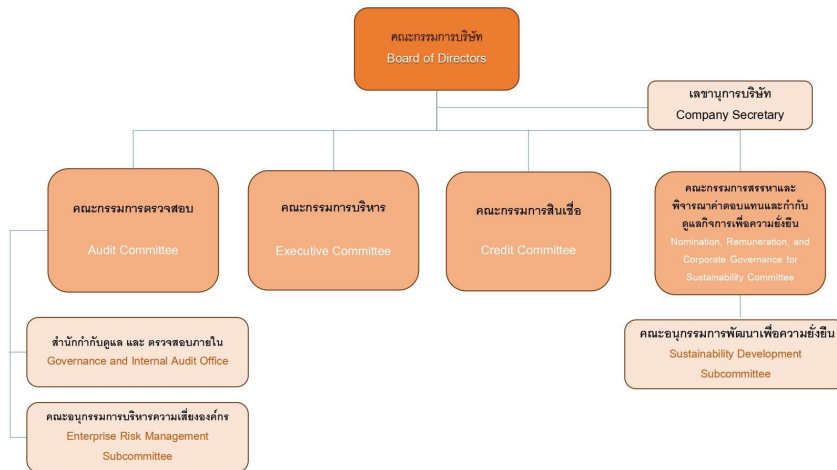 คณะกรรมการบริษัท
Board of Directors
เลขานุการบริษัท
Company Secretary
คณะกรรมการตรวจสอบ
Audit Committee
คณะกรรมการบริหาร
Executive Committee
คณะกรรมการสินเชื่อ
Credit Committee
คณะกรรมการสรรหาและ
พิจารณาค่าตอบแทนและกำกับ
ดูแลกิจการเพื่อความยั่งยืน
Nomination, Remuneration, and
Corporate Governance for
Sustainability Committee
สำนักกำกับดูแล และ ตรวจสอบภายใน
Governance and Internal Audit Office
คณะอนุกรรมการพัฒนาเพื่อความยั่งยืน
Sustainability Development
Subcommittee
คณะอนุกรรมการบริหารความเสี่ยงองค์กร
Enterprise Risk Management
Subcommittee